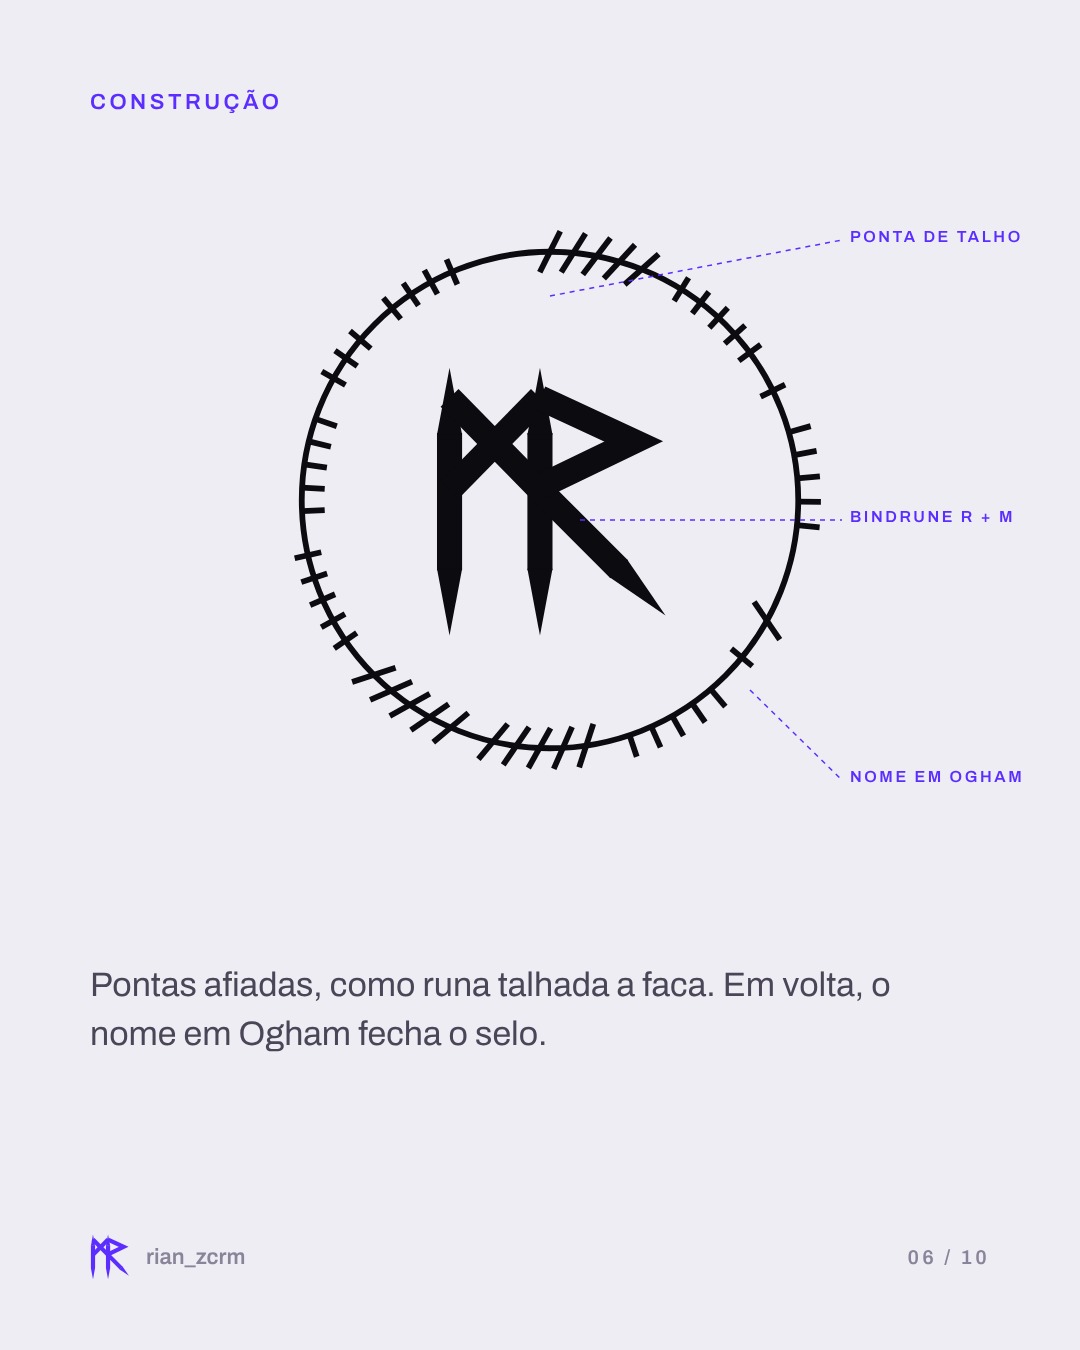 CONSTRUÇÃO
PONTA DE TALHO
BINDRUNE R + M
NOME EM OGHAM
Pontas afiadas, como runa talhada a faca. Em volta, o
nome em Ogham fecha o selo.
rian_zcrm
06 / 10